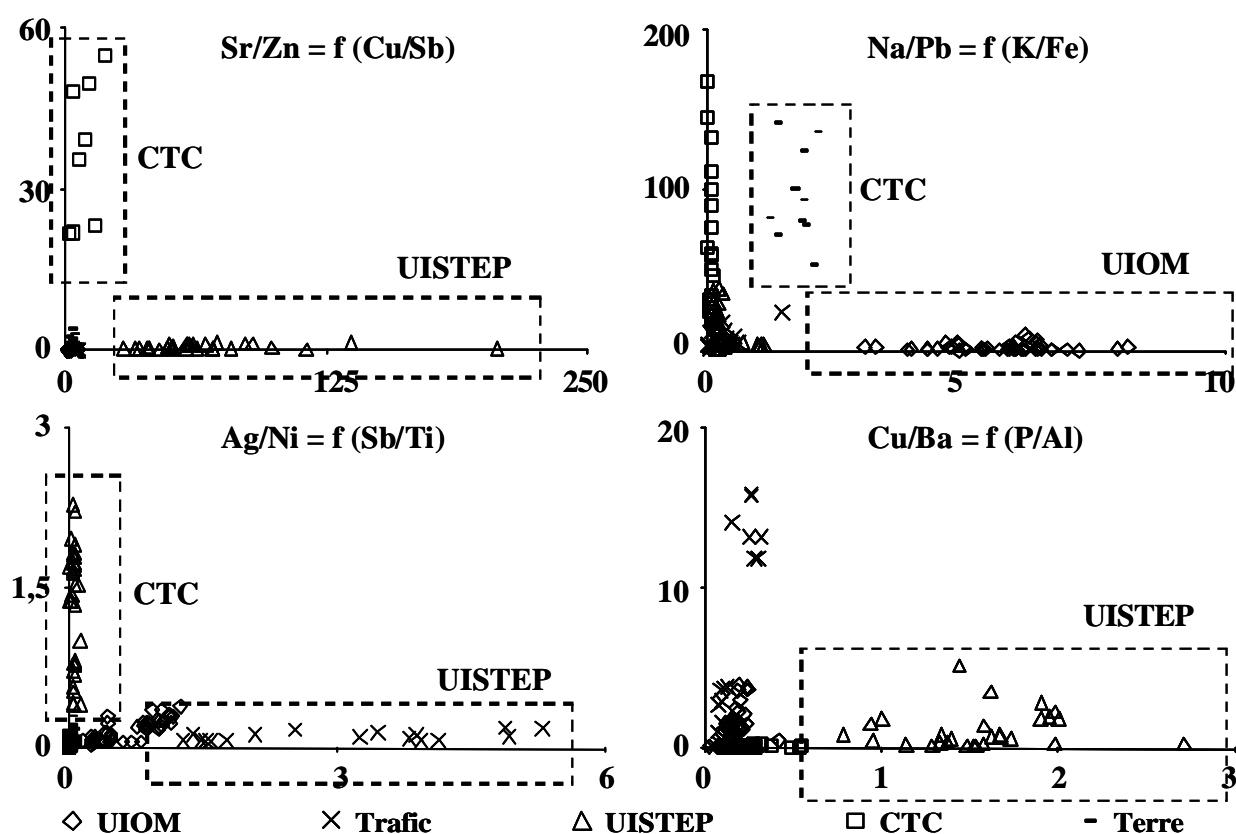 60
Sr/Zn = f (Cu/Sb)
CTC
30
UISTEP
0
0
125
250
200
Na/Pb = f (K/Fe)
100
CTC
UIOM
0
0
5
10
3
Ag/Ni = f (Sb/Ti)
1,5
CTC
UISTEP
0
0
3
6
20
Cu/Ba = f (P/Al)
10
UISTEP
0
0
1
2
3
UIOM Trafic UISTEP CTC Terre